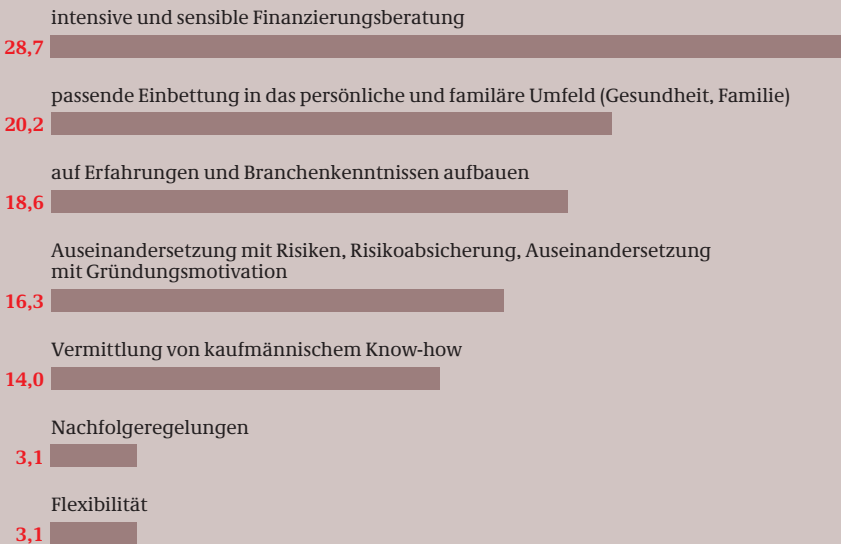 intensive und sensible Finanzierungsberatung
28,7
passende Einbettung in das persönliche und familäre Umfeld (Gesundheit, Familie)
20,2
auf Erfahrungen und Branchenkenntnissen aufbauen
18,6
Auseinandersetzung mit Risiken, Risikoabsicherung, Auseinandersetzung
mit Gründungsmotivation
16,3
Vermittlung von kaufmännischem Know-how
14,0
Nachfolgeregelungen
3,1
Flexibilität
3,1